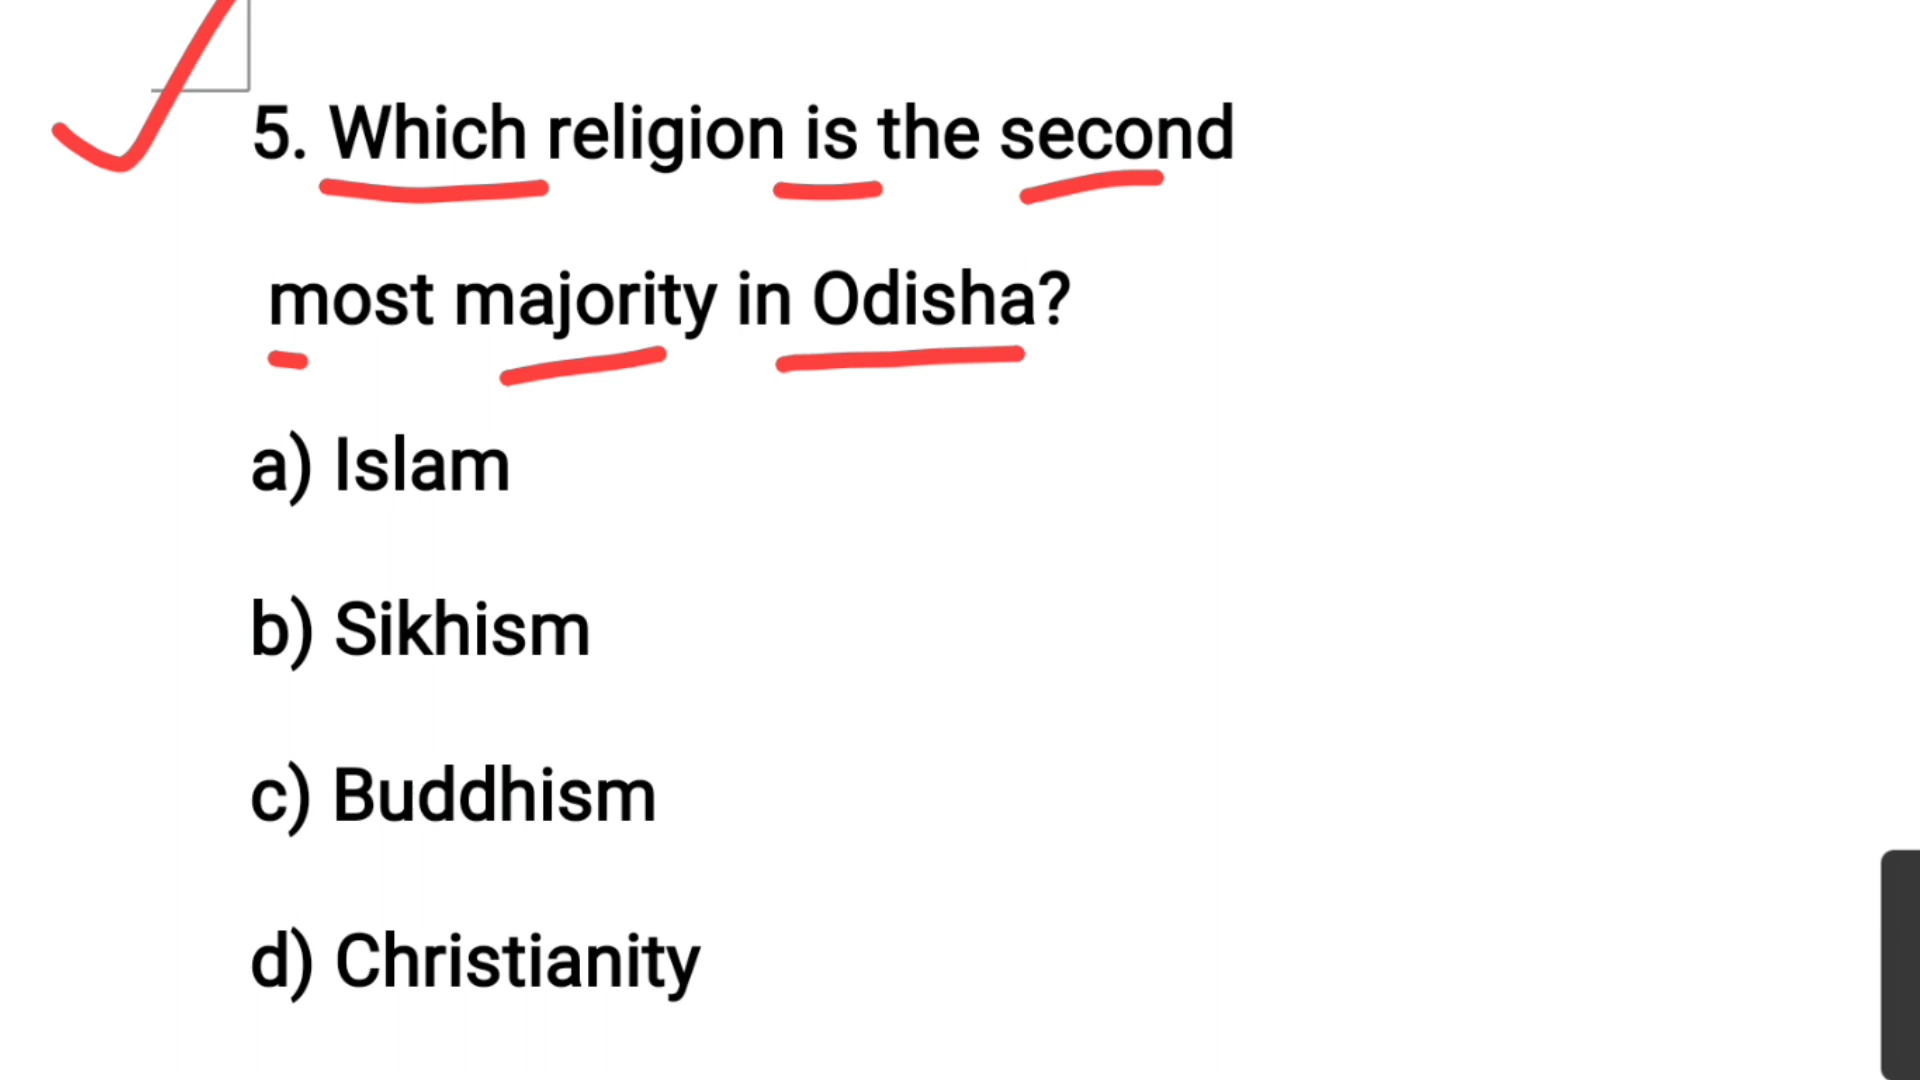 5. Which religion is the second
most majority in Odisha?
a) Islam
b) Sikhism
c) Buddhism
d) Christianity